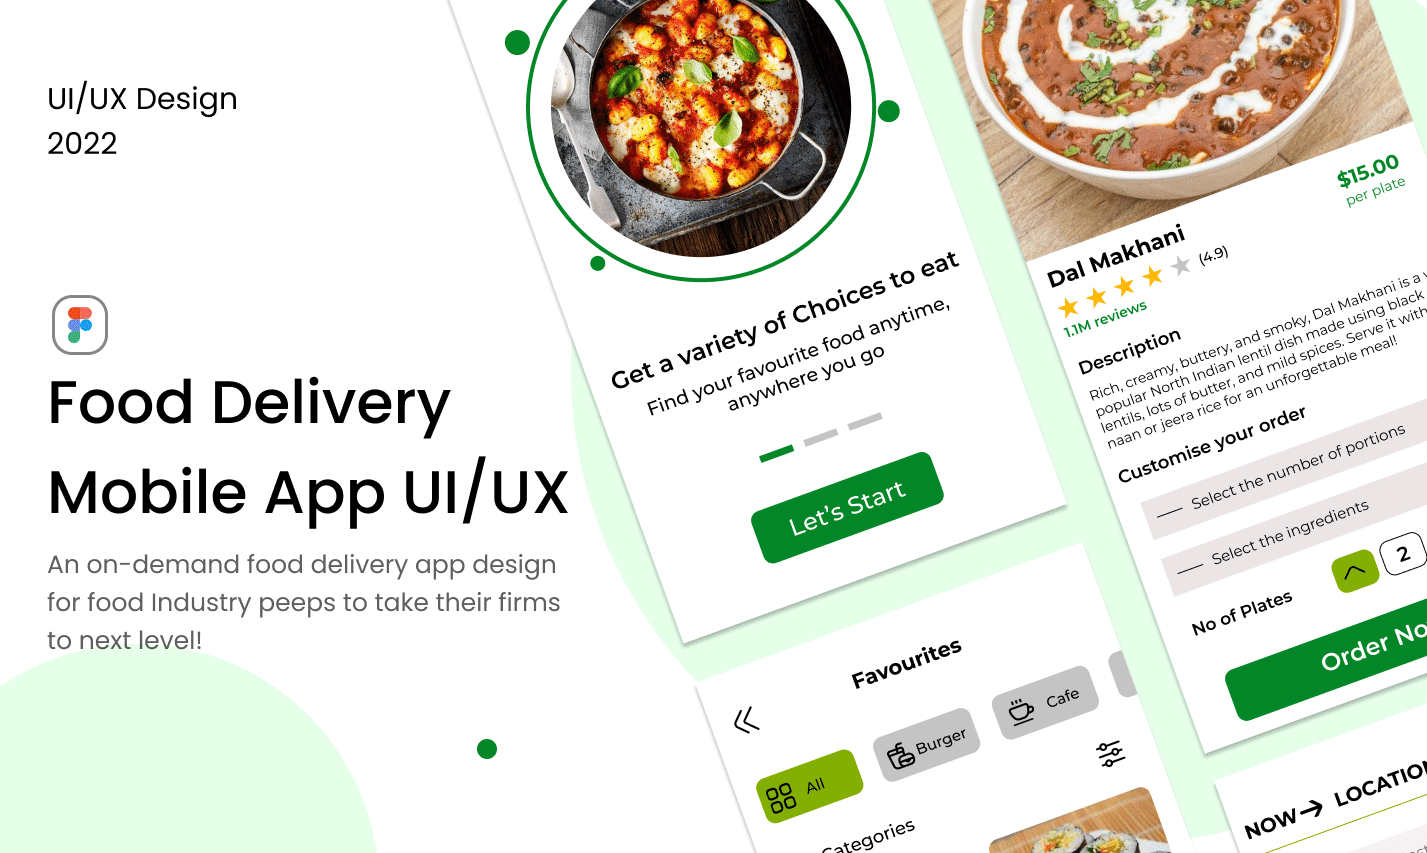 UI/UX Design
2022
Food Delivery
Mobile App UI/UX
An on-demand food delivery app design
for food Industry peeps to take their firms
to next level!
Get a variety of Choices to eat
Find your favourite food anytime,
anywhere you go
Let's Start
$15.00
per plate
Dal Makhani
(4.9)
1.1M reviews
Description
Rich, creamy, buttery, and smoky, Dal Makhani is a
popular North Indian lentil dish made using black
lentils, lots of butter, and mild spices. Serve it with
naan or jeera rice for an unforgettable meal!
Customise your order
Select the number of portions
Select the ingredients
No of Plates
2
Order No
Favourites
All
Burger
Cafe
Categories
NOW → LOCATION